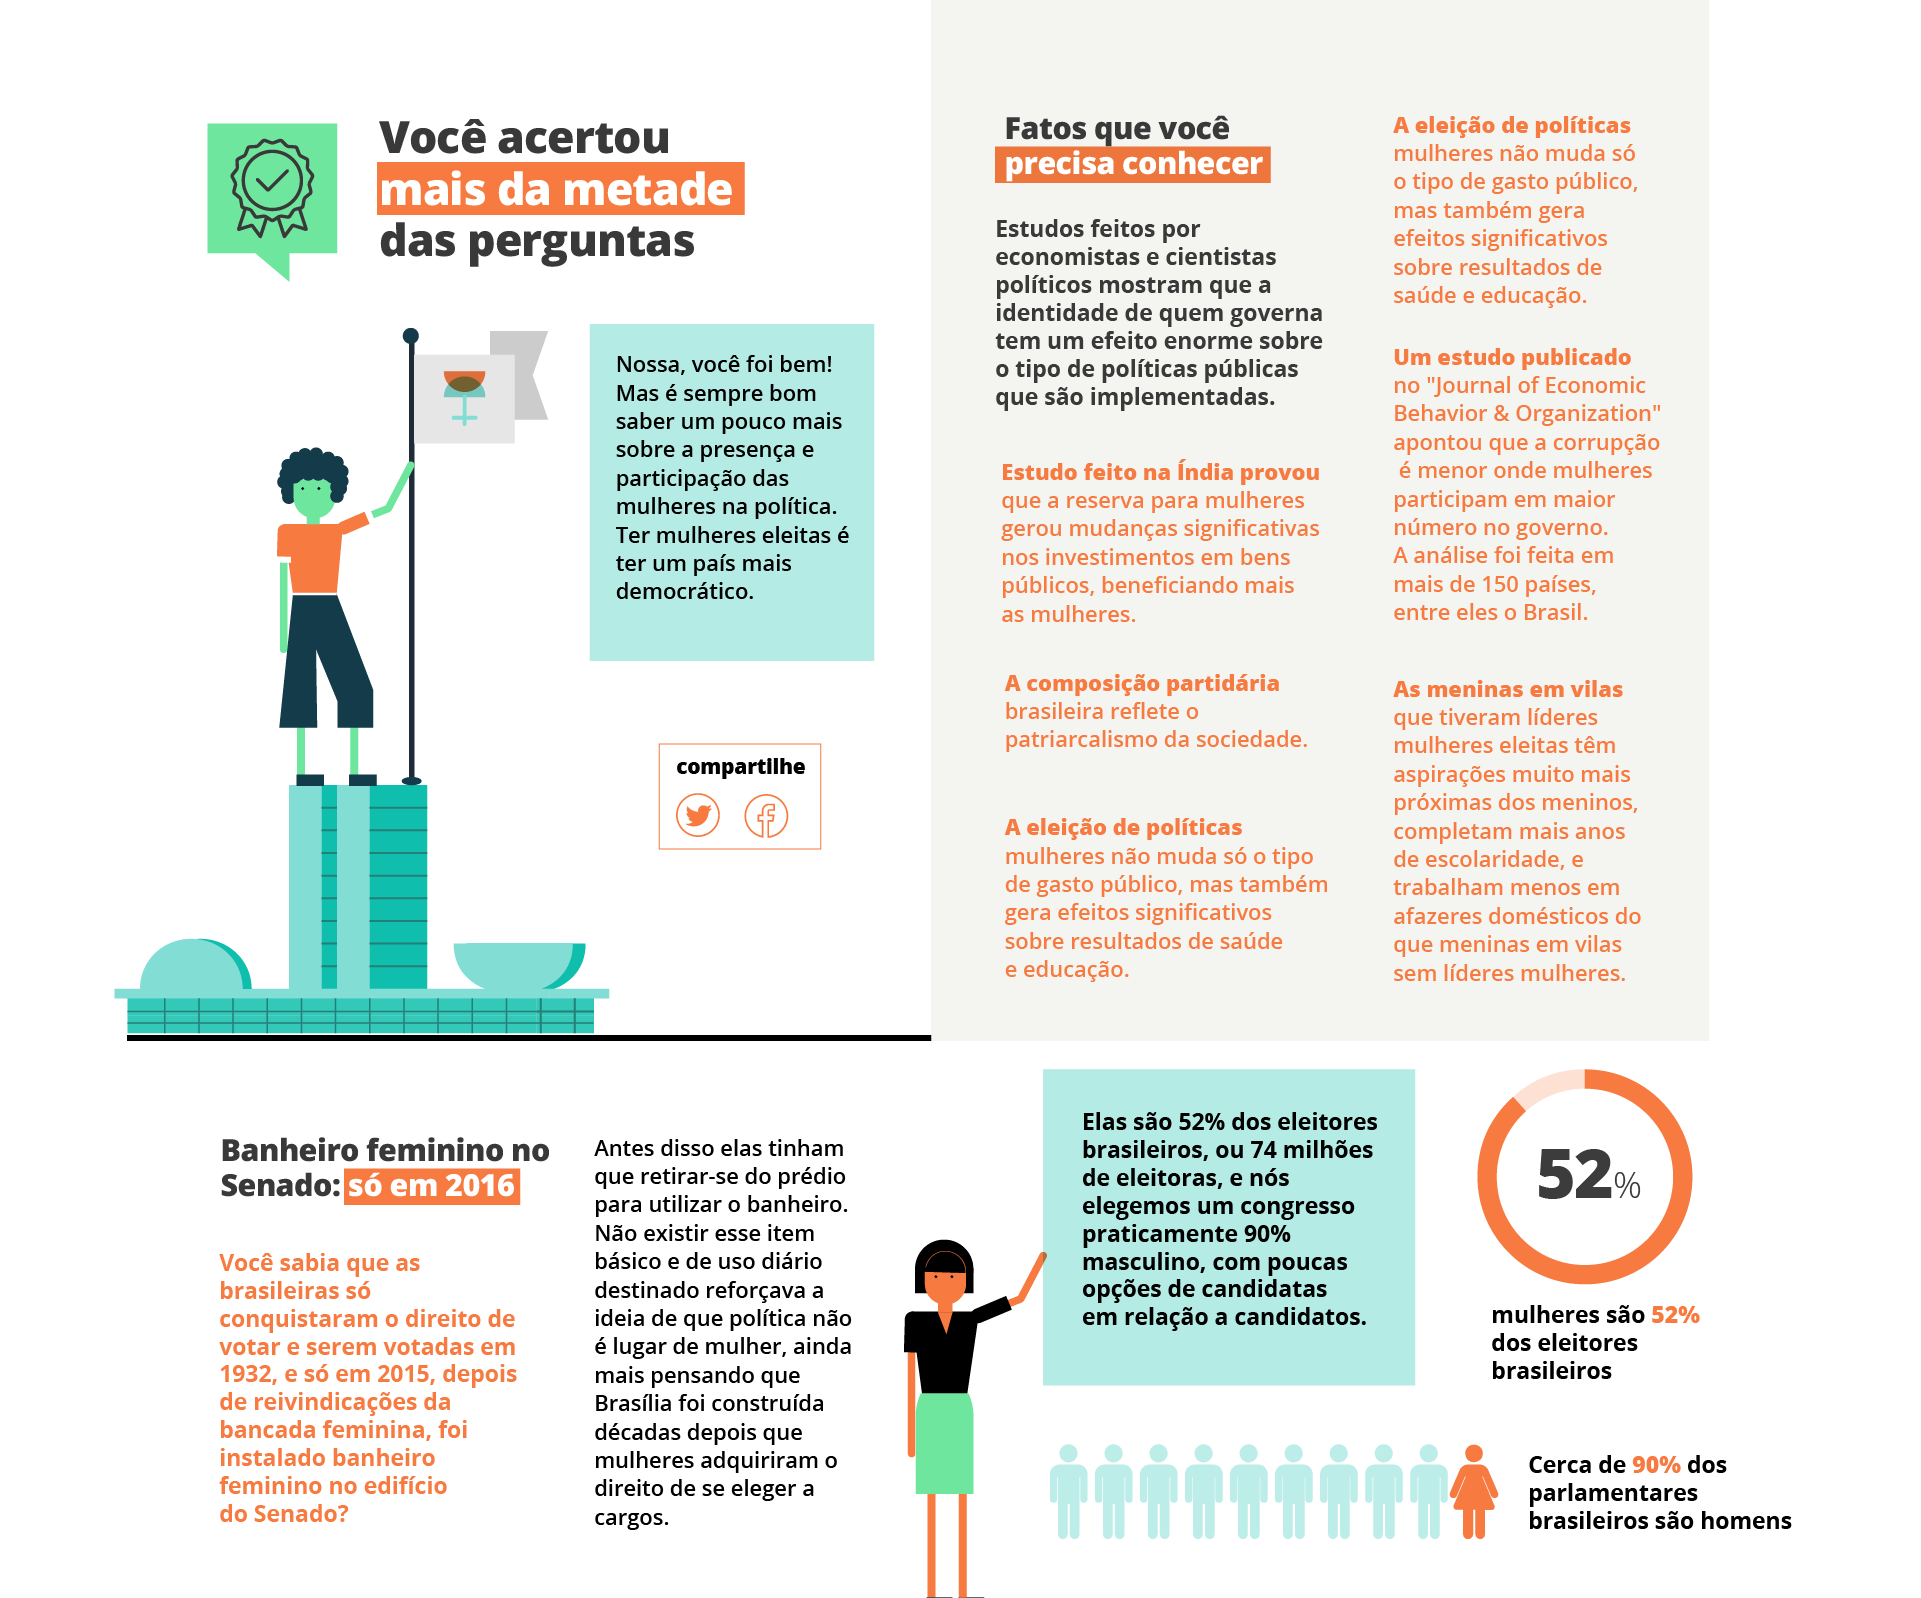 Você acertou
mais da metade
das perguntas
Nossa, você foi bem!
Mas é sempre bom
saber um pouco mais
sobre a presença e
participação das
mulheres na política.
Ter mulheres eleitas é
ter um país mais
democrático.
compartilhe
Fatos que você
precisa conhecer
Estudos feitos por
economistas e cientistas
políticos mostram que a
identidade de quem governa
tem um efeito enorme sobre
o tipo de políticas públicas
que são implementadas.
Estudo feito na Índia provou
que a reserva para mulheres
gerou mudanças significativas
nos investimentos em bens
públicos, beneficiando mais
as mulheres.
A composição partidária
brasileira reflete o
patriarcalismo da sociedade.
A eleição de políticas
mulheres não muda só o tipo
de gasto público, mas também
gera efeitos significativos
sobre resultados de saúde
e educação.
A eleição de políticas
mulheres não muda só
o tipo de gasto público,
mas também gera
efeitos significativos
sobre resultados de
saúde e educação.
Um estudo publicado
no "Journal of Economic
Behavior & Organization"
apontou que a corrupção
é menor onde mulheres
participam em maior
número no governo.
A análise foi feita em
mais de 150 países,
entre eles o Brasil.
As meninas em vilas
que tiveram líderes
mulheres eleitas têm
aspirações muito mais
próximas dos meninos,
completam mais anos
de escolaridade, e
trabalham menos em
afazeres domésticos do
que meninas em vilas
sem líderes mulheres.
Banheiro feminino no
Senado: só em 2016
Você sabia que as
brasileiras só
conquistaram o direito de
votar e serem votadas em
1932, e só em 2015, depois
de reivindicações da
bancada feminina, foi
instalado banheiro
feminino no edifício
do Senado?
Antes disso elas tinham
que retirar-se do prédio
para utilizar o banheiro.
Não existir esse item
básico e de uso diário
destinado reforçava a
ideia de que política não
é lugar de mulher, ainda
mais pensando que
Brasília foi construída
décadas depois que
mulheres adquiriram o
direito de se eleger a
cargos.
Elas são 52% dos eleitores
brasileiros, ou 74 milhões
de eleitoras, e nós
elegemos um congresso
praticamente 90%
masculino, com poucas
opções de candidatas
em relação a candidatos.
52%
mulheres são 52%
dos eleitores
brasileiros
Cerca de 90% dos
parlamentares
brasileiros são homens